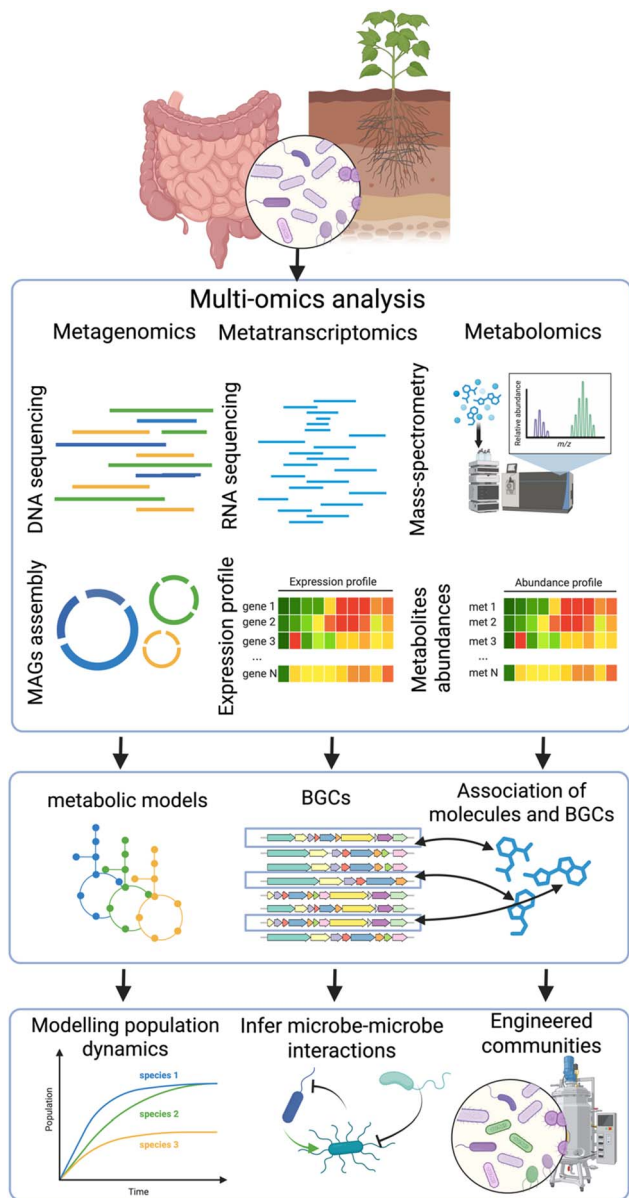 Multi-omics analysis
Metagenomics
Metatranscriptomics
Metabolomics
DNA sequencing
RNA sequencing
Mass-spectrometry
Relative abundance
m/z
MAGs assembly
Expression profile
Expression profile
gene 1
gene 2
gene 3
...
gene N
Metabolites
abundances
Abundance profile
met 1
met 2
met 3
...
met N
metabolic models
BGCs
Association of
molecules and BGCs
Modelling population
dynamics
Population
species 1
species 2
species 3
Time
Infer microbe-microbe
interactions
Engineered
communities